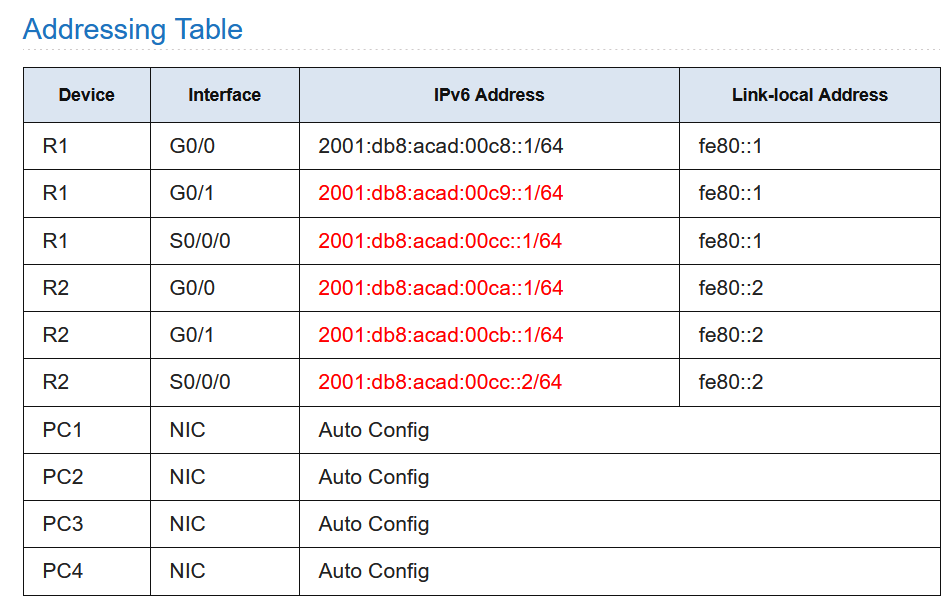 Addressing Table
Device Interface IPv6 Address Link-local Address
R1 G0/0 2001:db8:acad:00c8::1/64 fe80::1
R1 G0/1 2001:db8:acad:00c9::1/64 fe80::1
R1 S0/0/0 2001:db8:acad:00cc::1/64 fe80::1
R2 G0/0 2001:db8:acad:00ca::1/64 fe80::2
R2 G0/1 2001:db8:acad:00cb::1/64 fe80::2
R2 S0/0/0 2001:db8:acad:00cc::2/64 fe80::2
PC1 NIC Auto Config
PC2 NIC Auto Config
PC3 NIC Auto Config
PC4 NIC Auto Config